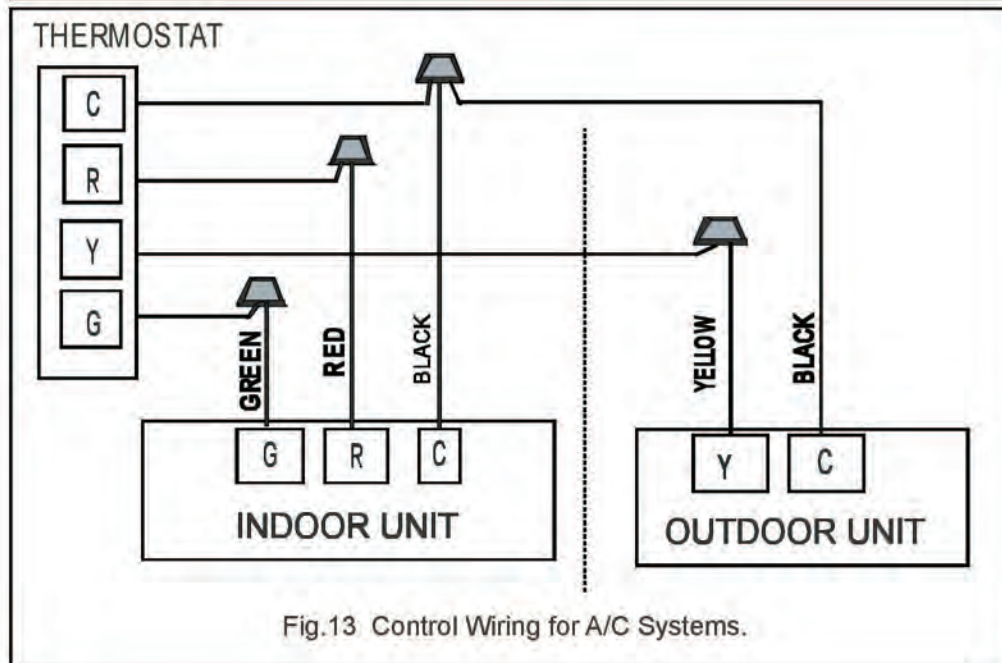 THERMOSTAT
C
R
Y
G
GREEN
RED
BLACK
YELLOW
BLACK
G R C
Y C
INDOOR UNIT
OUTDOOR UNIT
Fig.13 Control Wiring for A/C Systems.